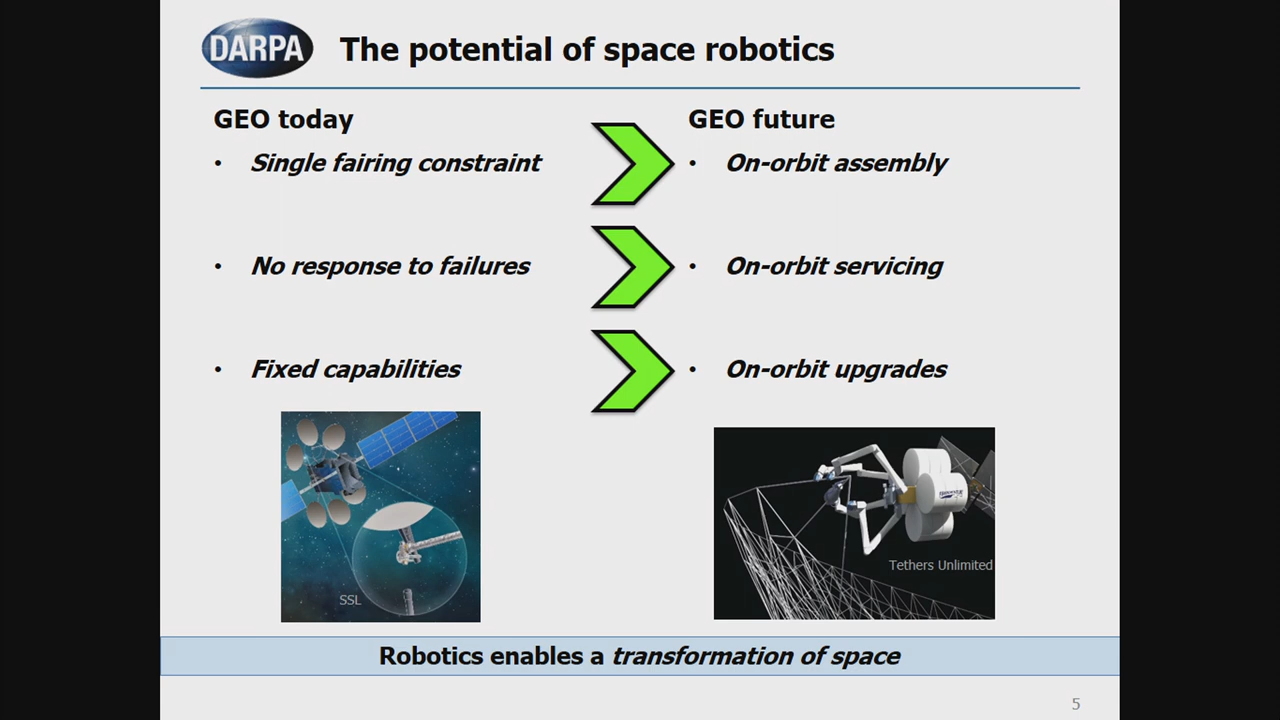 DARPA
The potential of space robotics
GEO today
• Single fairing constraint
• No response to failures
• Fixed capabilities
GEO future
• On-orbit assembly
• On-orbit servicing
• On-orbit upgrades
SSL
Tethers Unlimited
Robotics enables a transformation of space
5